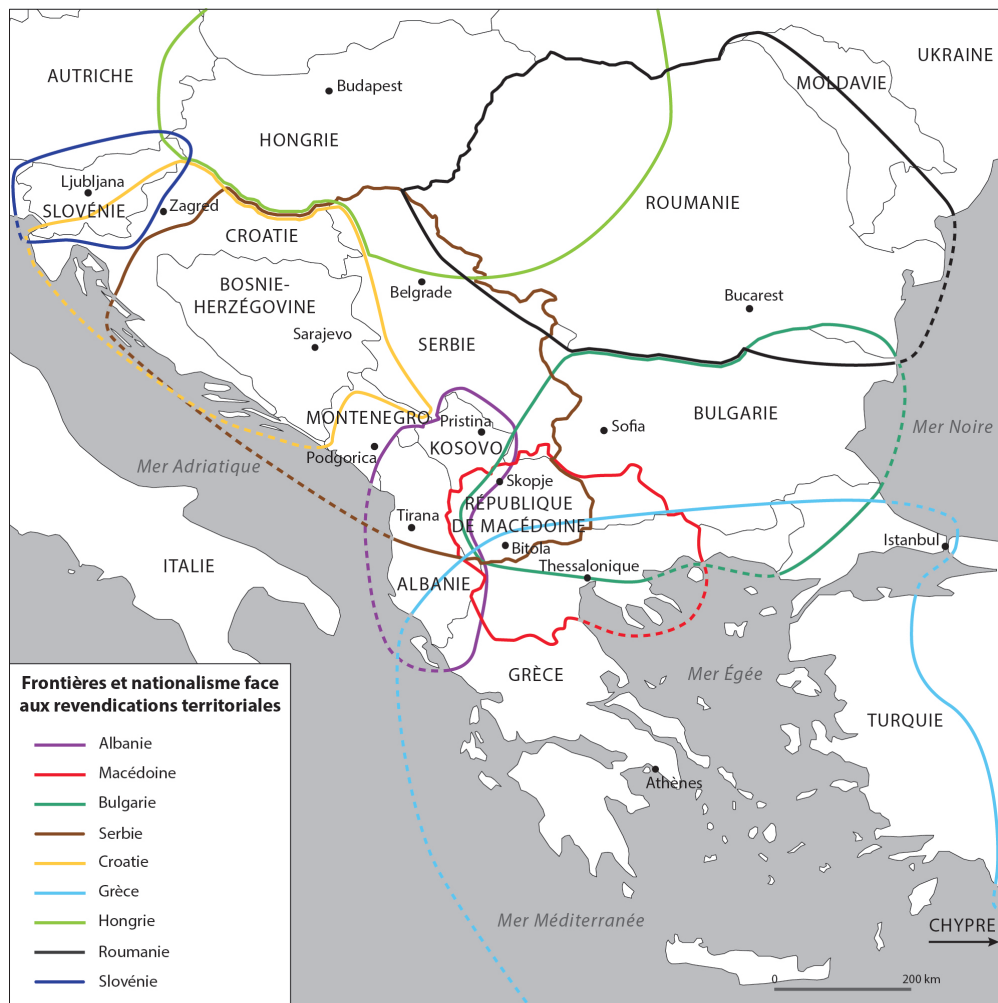 UKRAINE
AUTRICHE
MOLDAVIE
Budapest
HONGRIE
Ljubljana
SLOVÉNIE
Zagred
ROUMANIE
CROATIE
BOSNIE-
HERZÉGOVINE
Belgrade
Bucarest
Sarajevo
SERBIE
MONTENEGRO
Pristina
BULGARIE
Sofia
Mer Noire
KOSOVO
Podgorica
Mer Adriatique
Skopje
RÉPUBLIQUE
DE MACÉDOINE
Tirana
Istanbul
Bitola
ITALIE
Thessalonique
ALBANIE
GRÈCE
Mer Égée
TURQUIE
Athènes
Mer Méditerranée
CHYPRE
0
200 km
Frontières et nationalisme face
aux revendications territoriales
Albanie
Macédoine
Bulgarie
Serbie
Croatie
Grèce
Hongrie
Roumanie
Slovénie